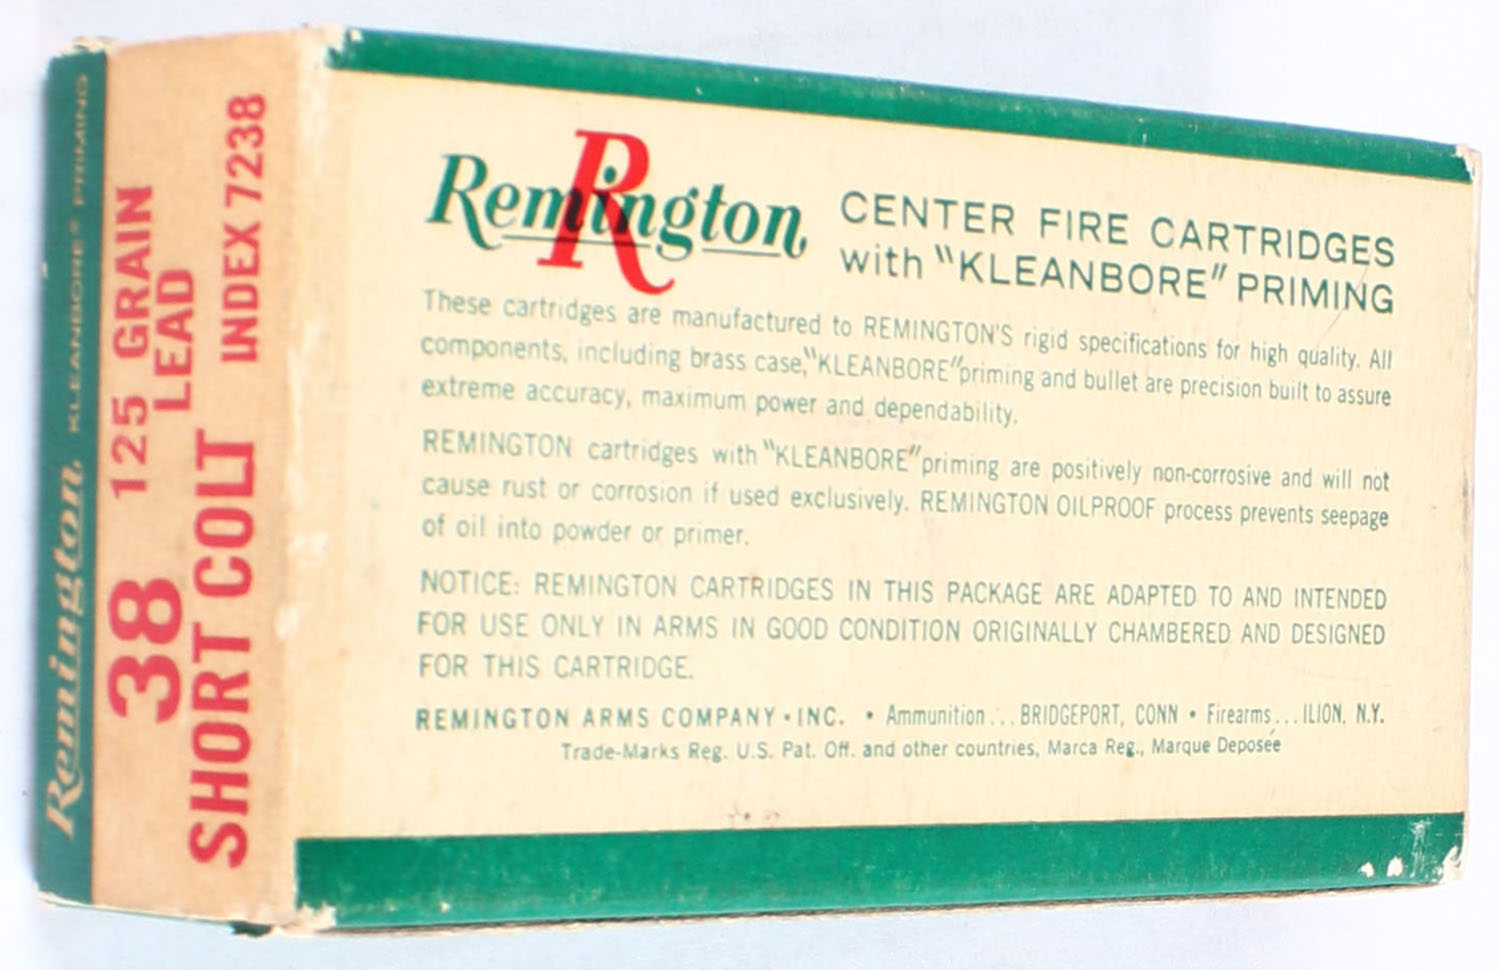 Remington KLEANBORE" PRIMING
38 125 GRAIN
LEAD
SHORT COLT INDEX 7238
Remington
R
CENTER FIRE CARTRIDGES
with "KLEANBORE" PRIMING
These cartridges are manufactured to REMINGTON'S rigid specifications for high quality. All
components, including brass case, "KLEANBORE" priming and bullet are precision built to assure
extreme accuracy, maximum power and dependability.
REMINGTON cartridges with "KLEANBORE" priming are positively non-corrosive and will not
cause rust or corrosion if used exclusively. REMINGTON OILPROOF process prevents seepage
of oil into powder or primer.
NOTICE: REMINGTON CARTRIDGES IN THIS PACKAGE ARE ADAPTED TO AND INTENDED
FOR USE ONLY IN ARMS IN GOOD CONDITION ORIGINALLY CHAMBERED AND DESIGNED
FOR THIS CARTRIDGE.
REMINGTON ARMS COMPANY • INC. • Ammunition... BRIDGEPORT, CONN • Firearms... ILION, N.Y.
Trade-Marks Reg. U.S. Pat. Off. and other countries, Marca Reg., Marque Deposée